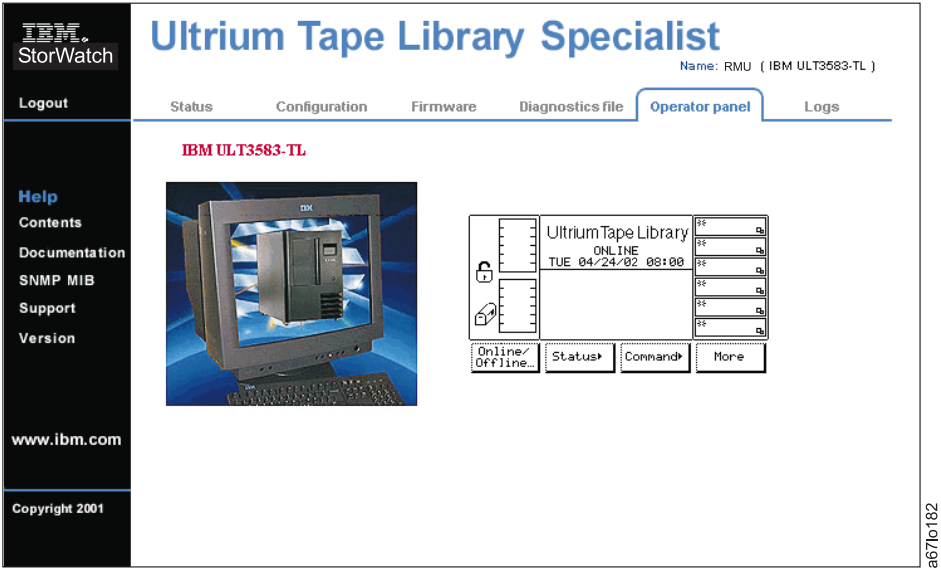 IBM.
StorWatch
Ultrium Tape Library Specialist
Name: RMU ( IBM ULT3583-TL )
Logout
Status Configuration Firmware Diagnostics file Operator panel Logs
IBM ULT3583-TL
Help
Contents
Documentation
SNMP MIB
Support
Version
www.ibm.com
Copyright 2001
IBM
Ultrium Tape Library
ONLINE
TUE 04/24/02 08:00
Online/
Offline...
Status
Command
More
a67lo182